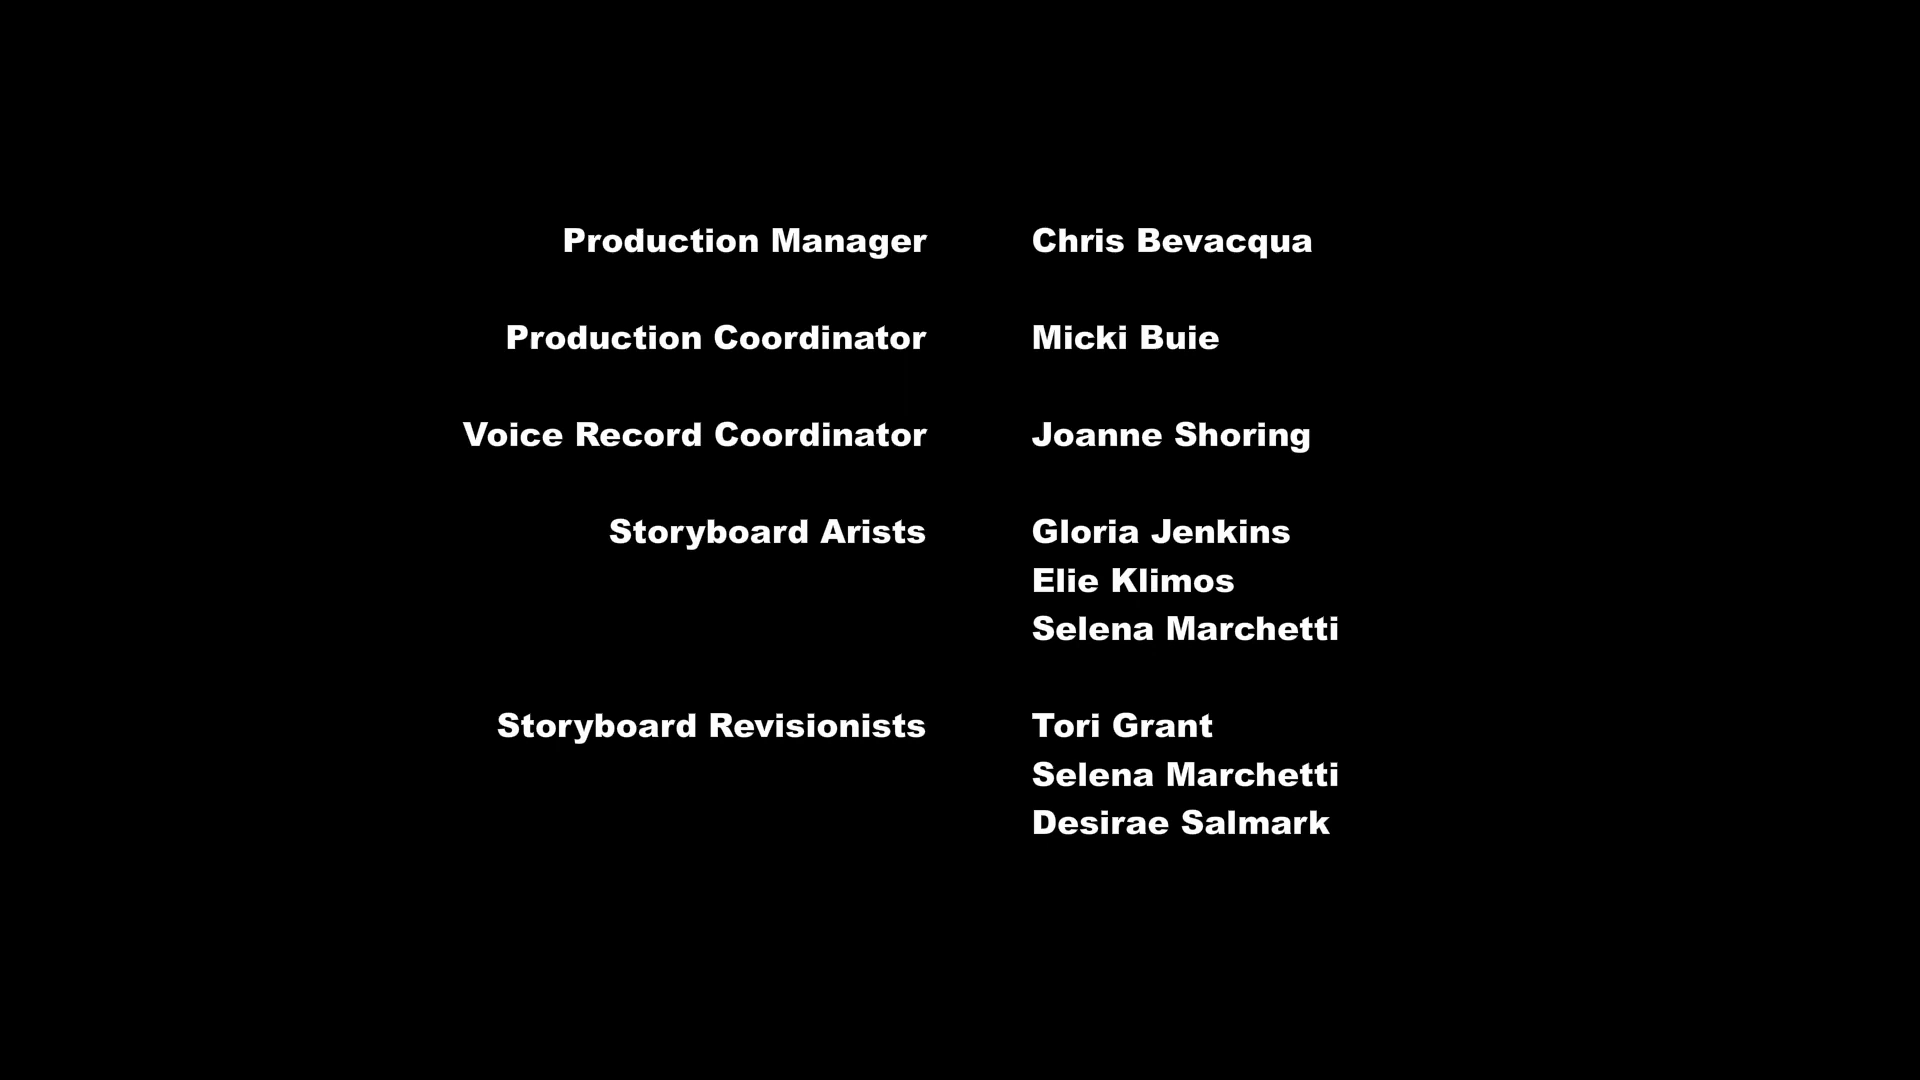 Production Manager Chris Bevacqua
Production Coordinator Micki Buie
Voice Record Coordinator Joanne Shoring
Storyboard Arists Gloria Jenkins
Elie Klimos
Selena Marchetti
Storyboard Revisionists Tori Grant
Selena Marchetti
Desirae Salmark